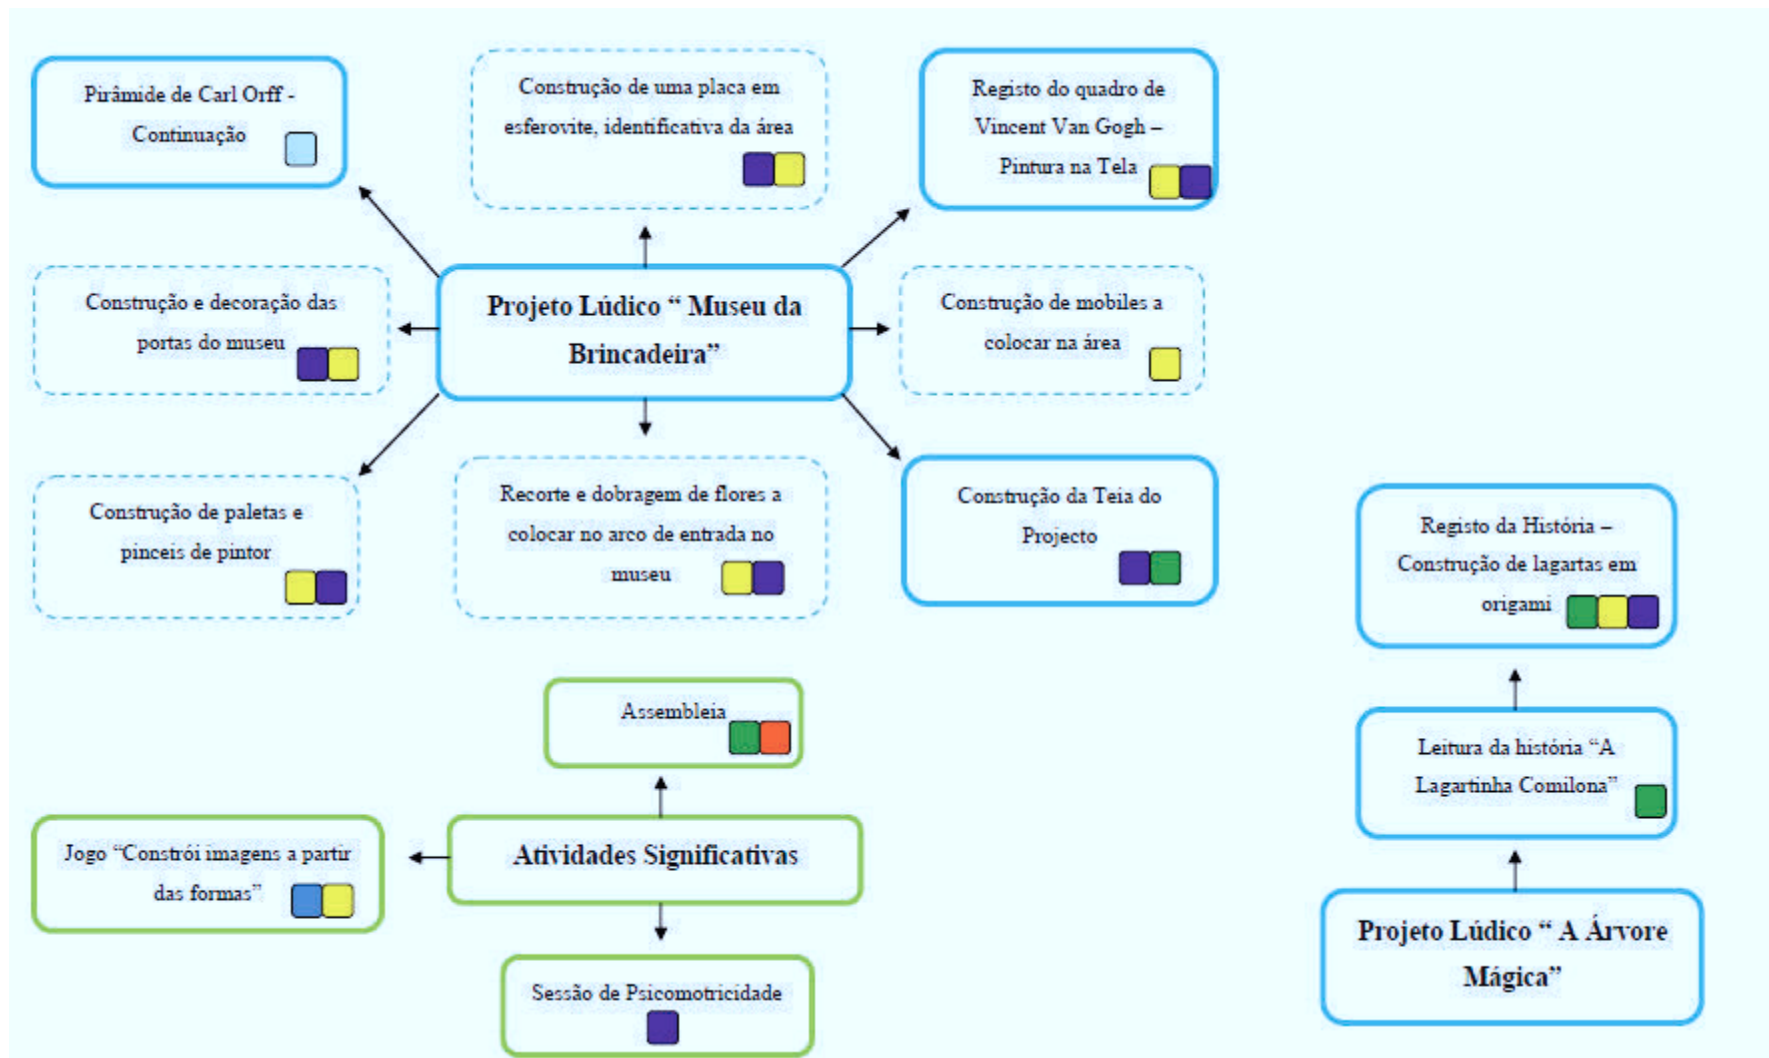 Pirâmide de Carl Orff -
Continuação
Construção de uma placa em
esferovite, identificativa da área
Registo do quadro de
Vincent Van Gogh –
Pintura na Tela
Construção e decoração das
portas do museu
Projeto Lúdico “ Museu da
Brincadeira”
Construção de mobiles a
colocar na área
Construção de paletas e
pinceis de pintor
Recorte e dobragem de flores a
colocar no arco de entrada no
museu
Construção da Teia do
Projecto
Registo da História –
Construção de lagartas em
origami
Assembleia
Leitura da história “A
Lagartinha Comilona”
Jogo “Constrói imagens a partir
das formas”
Atividades Significativas
Projeto Lúdico “ A Árvore
Mágica”
Sessão de Psicomotricidade